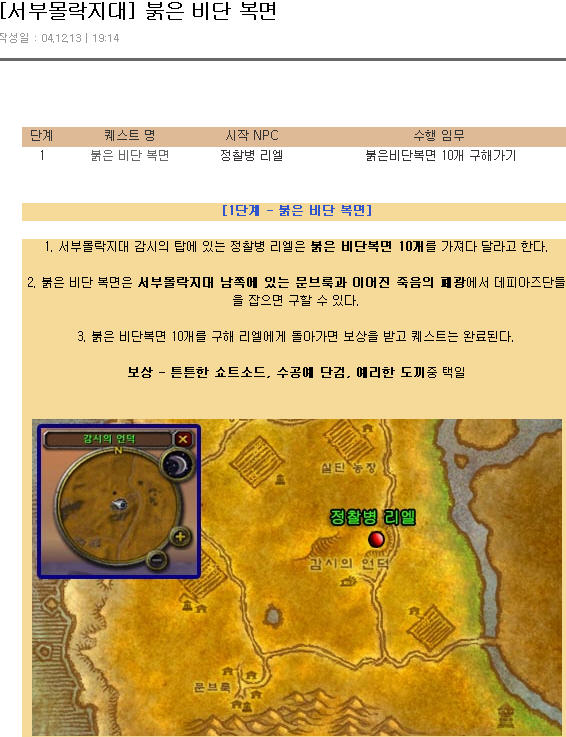 [서부몰락지대] 붉은 비단 복면
작성일 : 04.12.13 | 19:14
단계 퀘스트 명 시작 NPC 수행 임무
1 붉은 비단 복면 정찰병 리엘 붉은비단복면 10개 구해가기
[1단계 - 붉은 비단 복면]
1. 서부몰락지대 감시의 탑에 있는 정찰병 리엘은 붉은 비단복면 10개를 가져다 달라고 한다.
2. 붉은 비단 복면은 서부몰락지대 남쪽에 있는 문브룩과 이어진 죽음의 폐광에서 데피아즈단들
을 잡으면 구할 수 있다.
3. 붉은 비단복면 10개를 구해 리엘에게 돌아가면 보상을 받고 퀘스트는 완료된다.
보상 - 튼튼한 쇼트소드, 수공예 단검, 예리한 도끼중 택일
감시의 언덕
N
살딘 농장
정찰병 리엘
감시의 언덕
문브룩